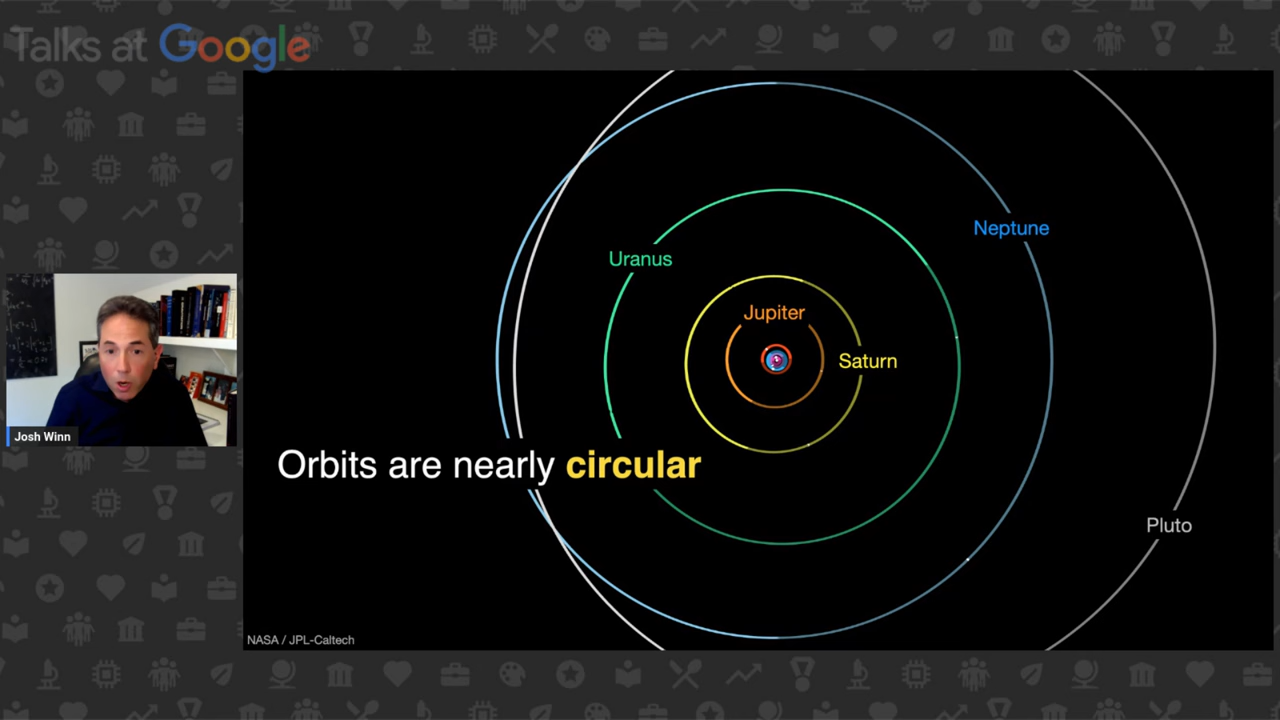 Talks at Google
Neptune
Uranus
Jupiter
Saturn
Josh Winn
Orbits are nearly circular
Pluto
NASA / JPL-Caltech